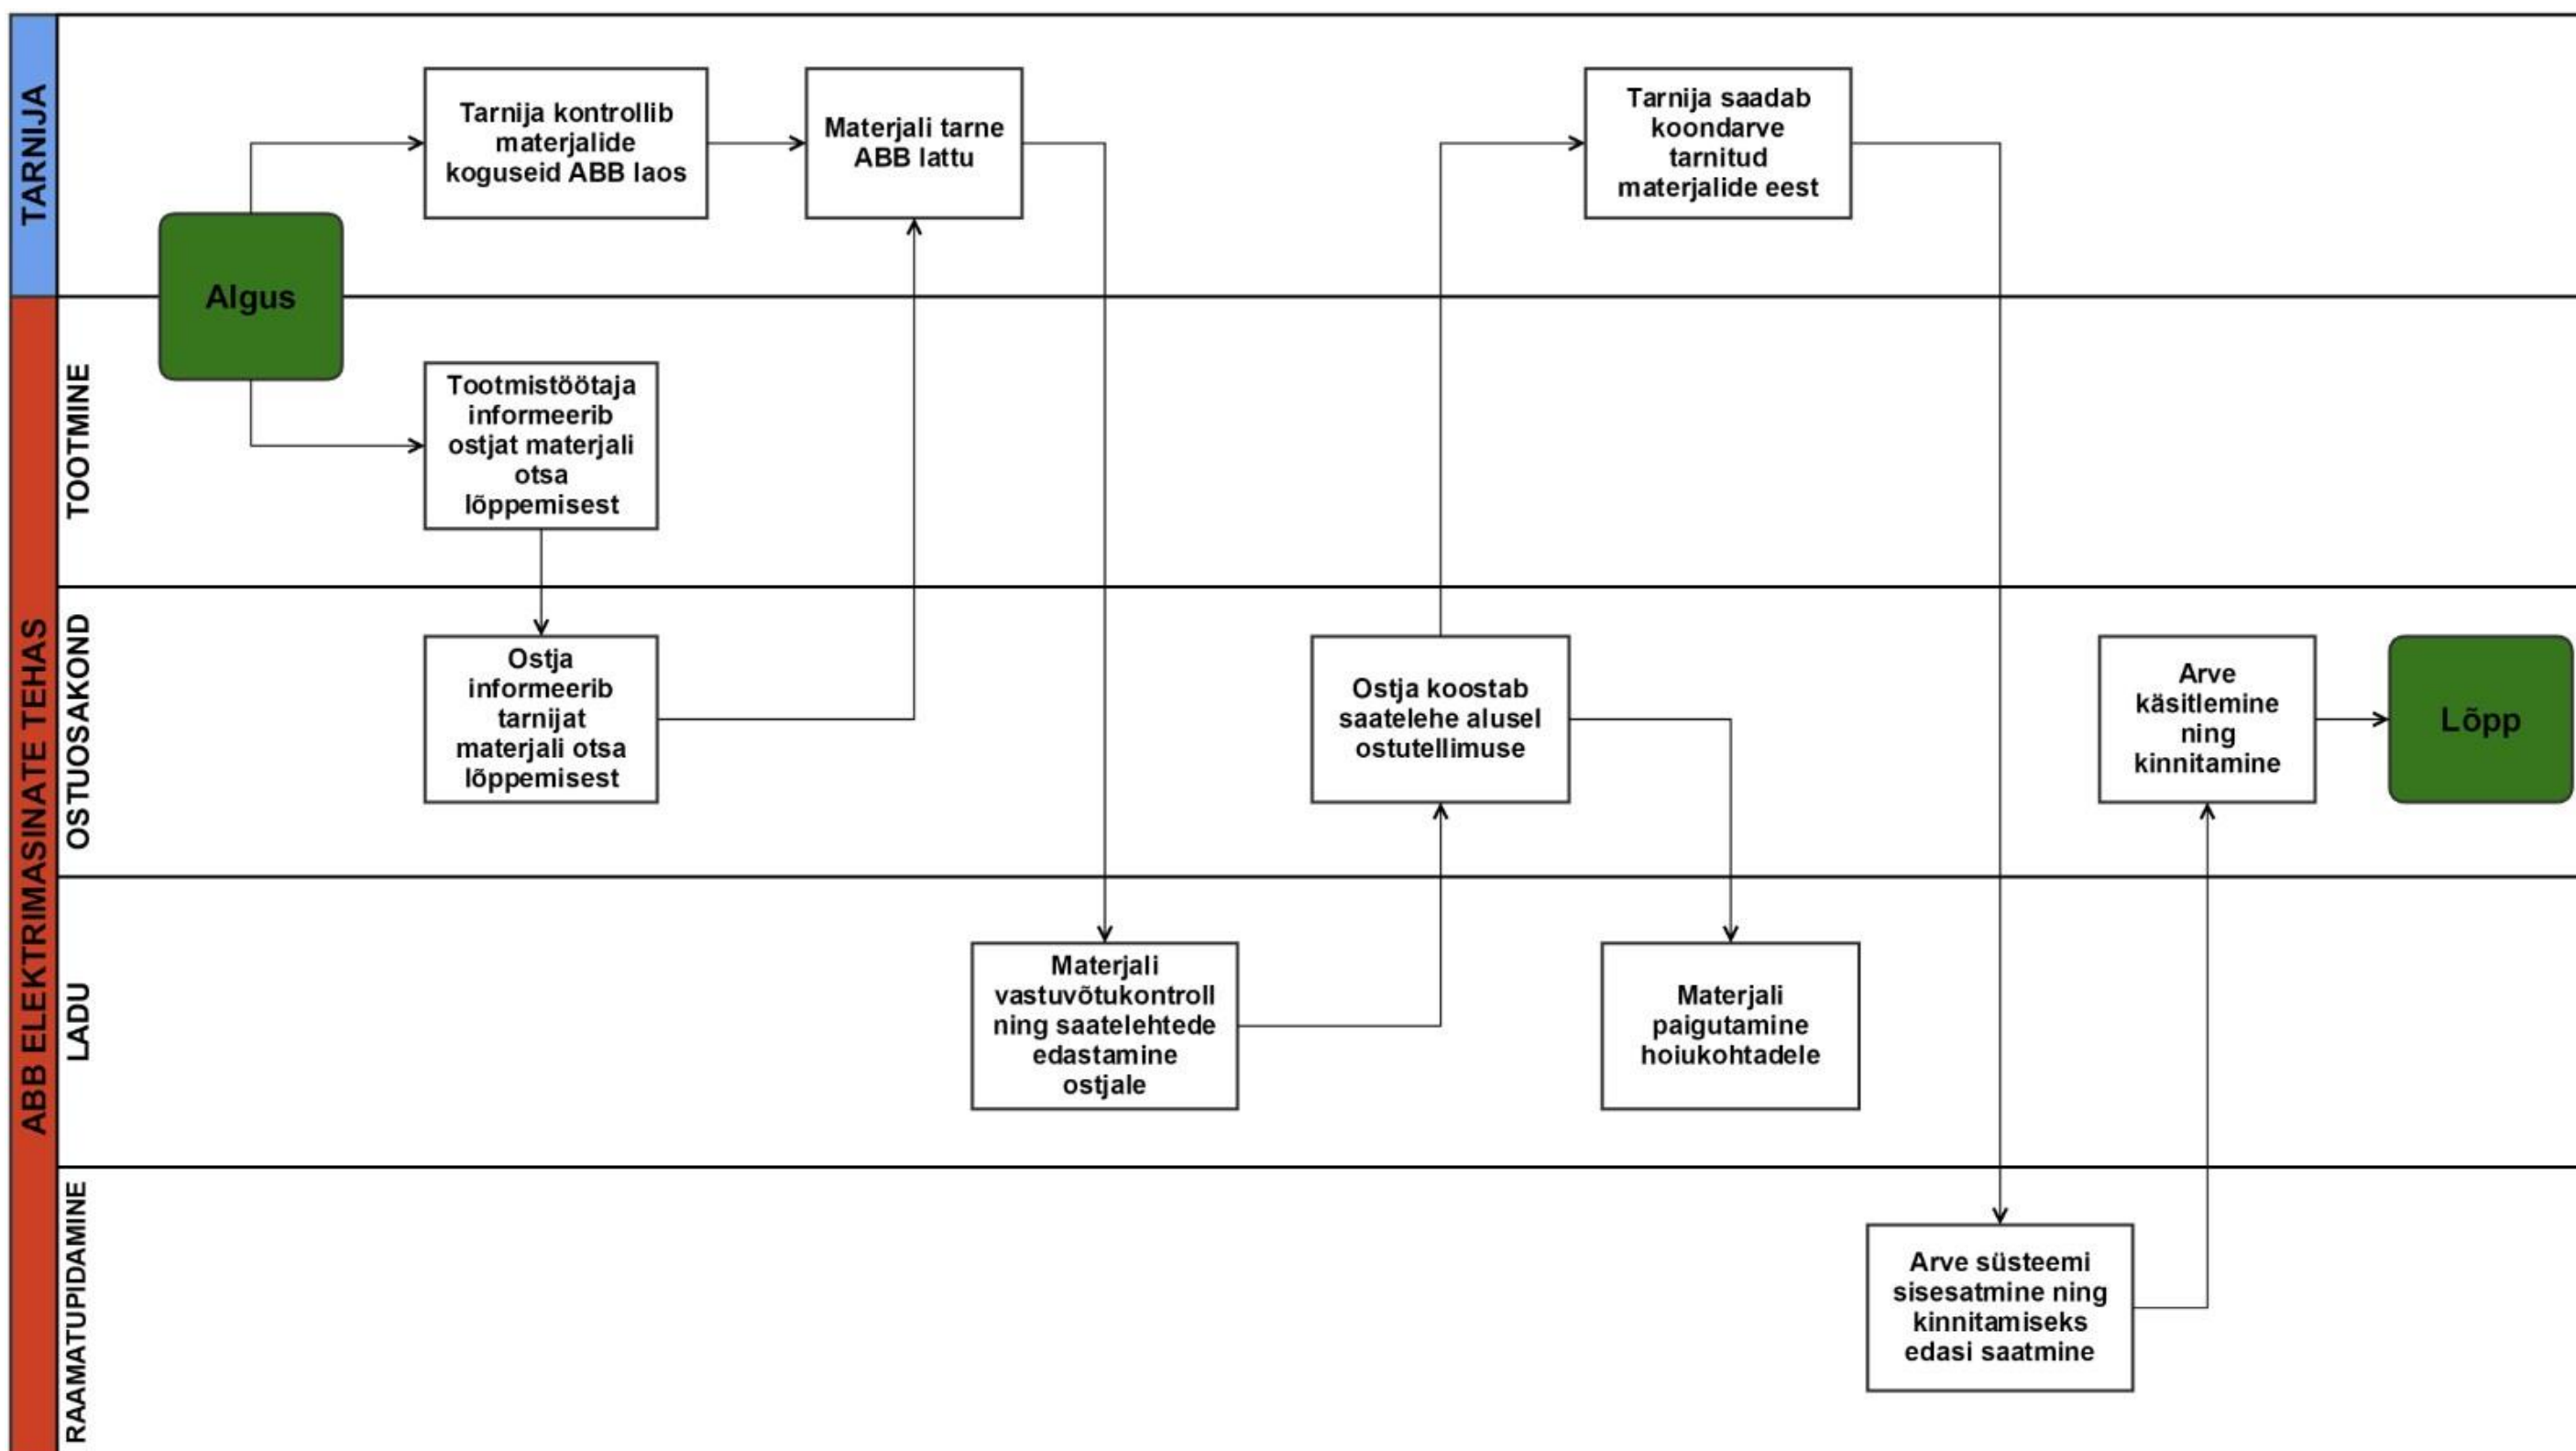 TARNIJA
Tarnija kontrollib
materjalide
koguseid ABB laos
Materjali tarne
ABB lattu
Tarnija saadab
koondarve
tarnitud
materjalide eest
Algus
ABB ELEKTRIMASINATE TEHAS
TOOTMINE
Tootmistöötaja
informeerib
ostjat materjali
otsa
lõppemisest
OSTUOSAKOND
Ostja
informeerib
tarnijat
materjali otsa
lõppemisest
Ostja koostab
saatelehe alusel
ostutellimuse
Arve
käsitlemine
ning
kinnitamine
Lõpp
LADU
Materjali
vastuvõtukontroll
ning saatelehtede
edastamine
ostjale
Materjali
paigutamine
hoiukohtadele
RAAMATUPIDAMINE
Arve süsteemi
sisesatmine ning
kinnitamiseks
edasi saatmine